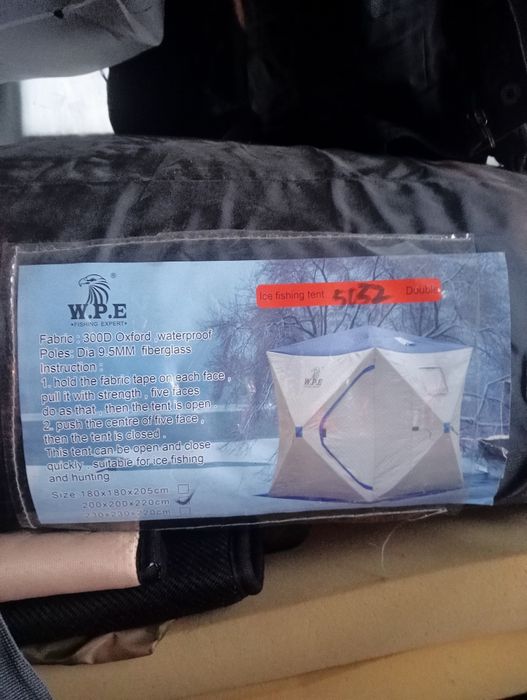 W.P.E
®
•FISHING EXPERT•
Ice fishing tent 5152 Double
Fabric : 300D Oxford waterproof
Poles: Dia 9.5MM fiberglass
Instruction :
1. hold the fabric tape on each face ,
pull it with strength , five faces
do as that , then the tent is open .
2. push the centre of five face ,
then the tent is closed .
This tent can be open and close
quickly suitable for ice fishing
and hunting
Size 180x180x205cm
200x200x220cm
230x230x220cm
W.P.E